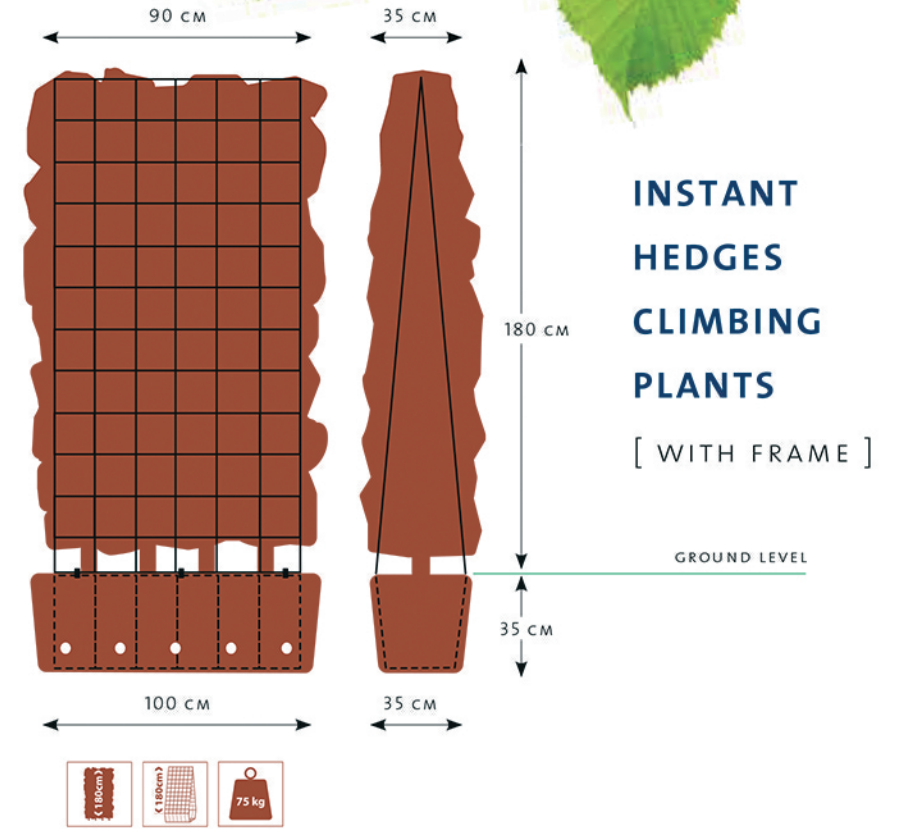 90 CM
35 CM
INSTANT
HEDGES
CLIMBING
PLANTS
[ WITH FRAME ]
180 CM
GROUND LEVEL
35 CM
100 CM
35 CM
180cm
180cm
75 kg